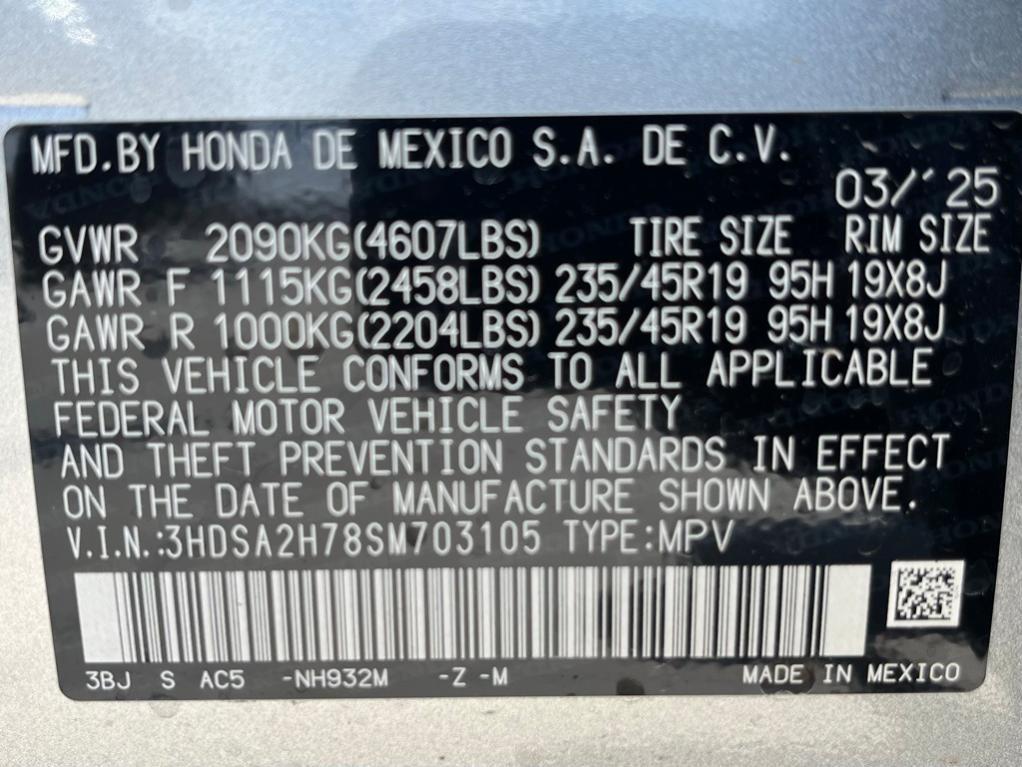 MFD.BY HONDA DE MEXICO S.A. DE C.V.
03/'25
GVWR 2090KG(4607LBS) TIRE SIZE RIM SIZE
GAWR F 1115KG(2458LBS) 235/45R19 95H 19X8J
GAWR R 1000KG(2204LBS) 235/45R19 95H 19X8J
THIS VEHICLE CONFORMS TO ALL APPLICABLE
FEDERAL MOTOR VEHICLE SAFETY
AND THEFT PREVENTION STANDARDS IN EFFECT
ON THE DATE OF MANUFACTURE SHOWN ABOVE.
V.I.N.:3HDSA2H78SM703105 TYPE:MPV
3BJ S AC5 -NH932M -Z -M MADE IN MEXICO